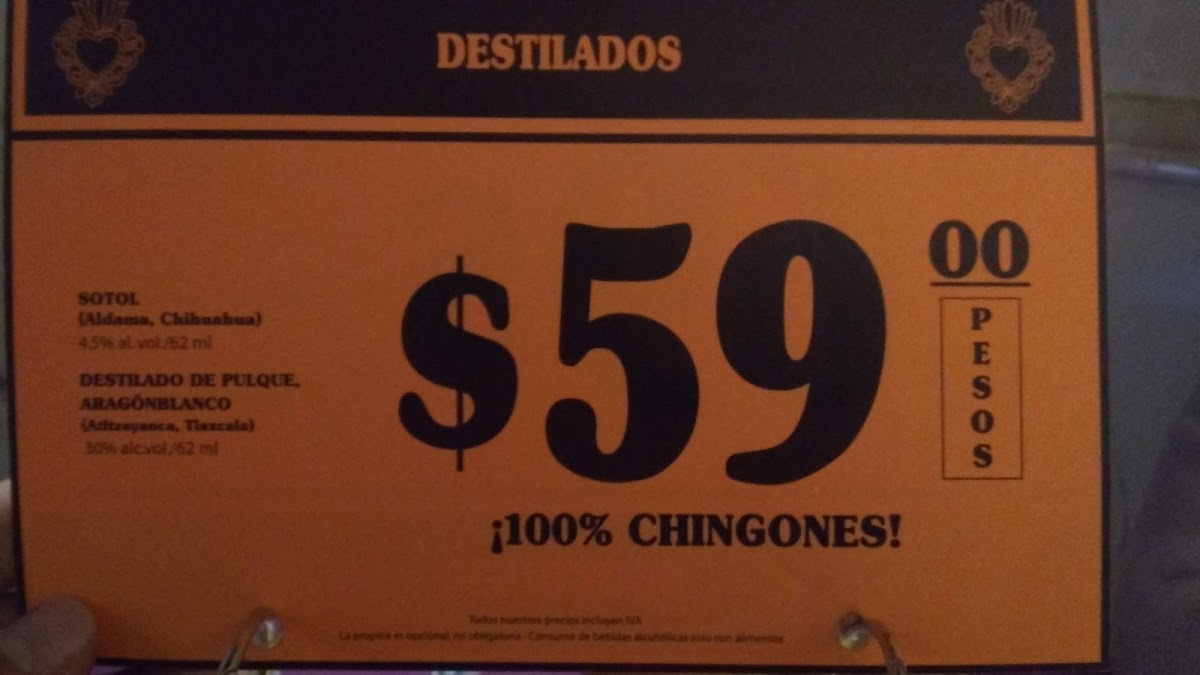 DESTILADOS
SOTOL
(Aldama, Chihuahua)
45% al. vol./62 ml
DESTILADO DE PULQUE,
ARAGÓNBLANCO
(Atltzayanca, Tlaxcala)
30% alc.vol./62 ml
$59
00
PESOS
¡100% CHINGONES!
Todos nuestros precios incluyen IVA
La propina es opcional, no obligatoria - Consumo de bebidas alcohólicas solo con alimentos